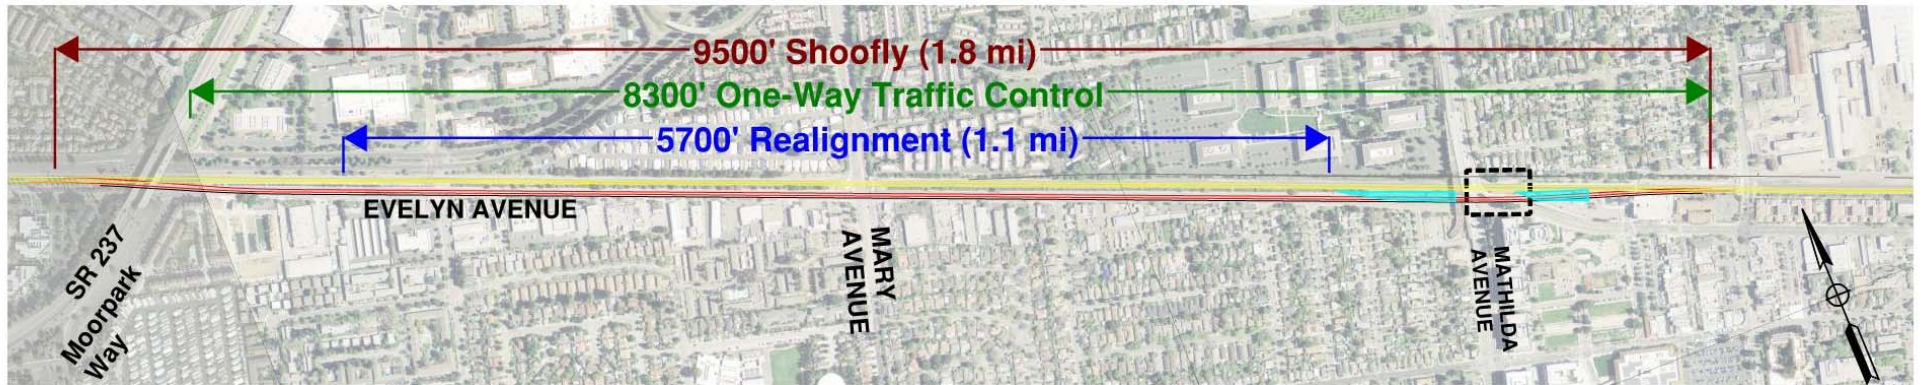 9500' Shoofly (1.8 mi)
8300' One-Way Traffic Control
5700' Realignment (1.1 mi)
EVELYN AVENUE
SR 237
Moorpark
Way
MARY
AVENUE
MATHILDA
AVENUE